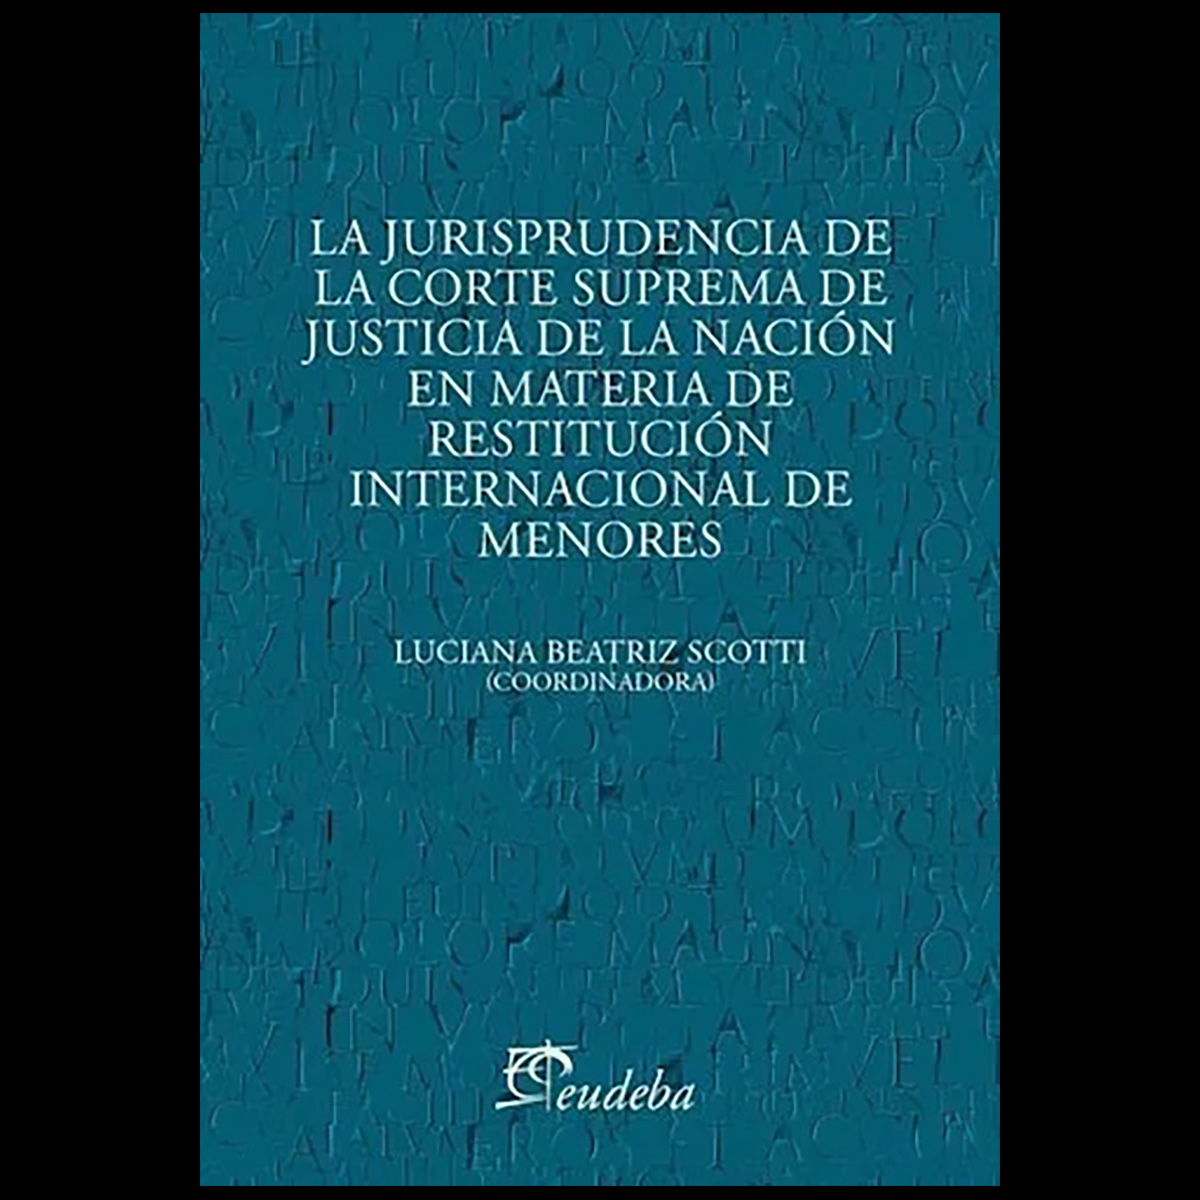 LA JURISPRUDENCIA DE
LA CORTE SUPREMA DE
JUSTICIA DE LA NACIÓN
EN MATERIA DE
RESTITUCIÓN
INTERNACIONAL DE
MENORES
LUCIANA BEATRIZ SCOTTI
(COORDINADORA)
eudeba